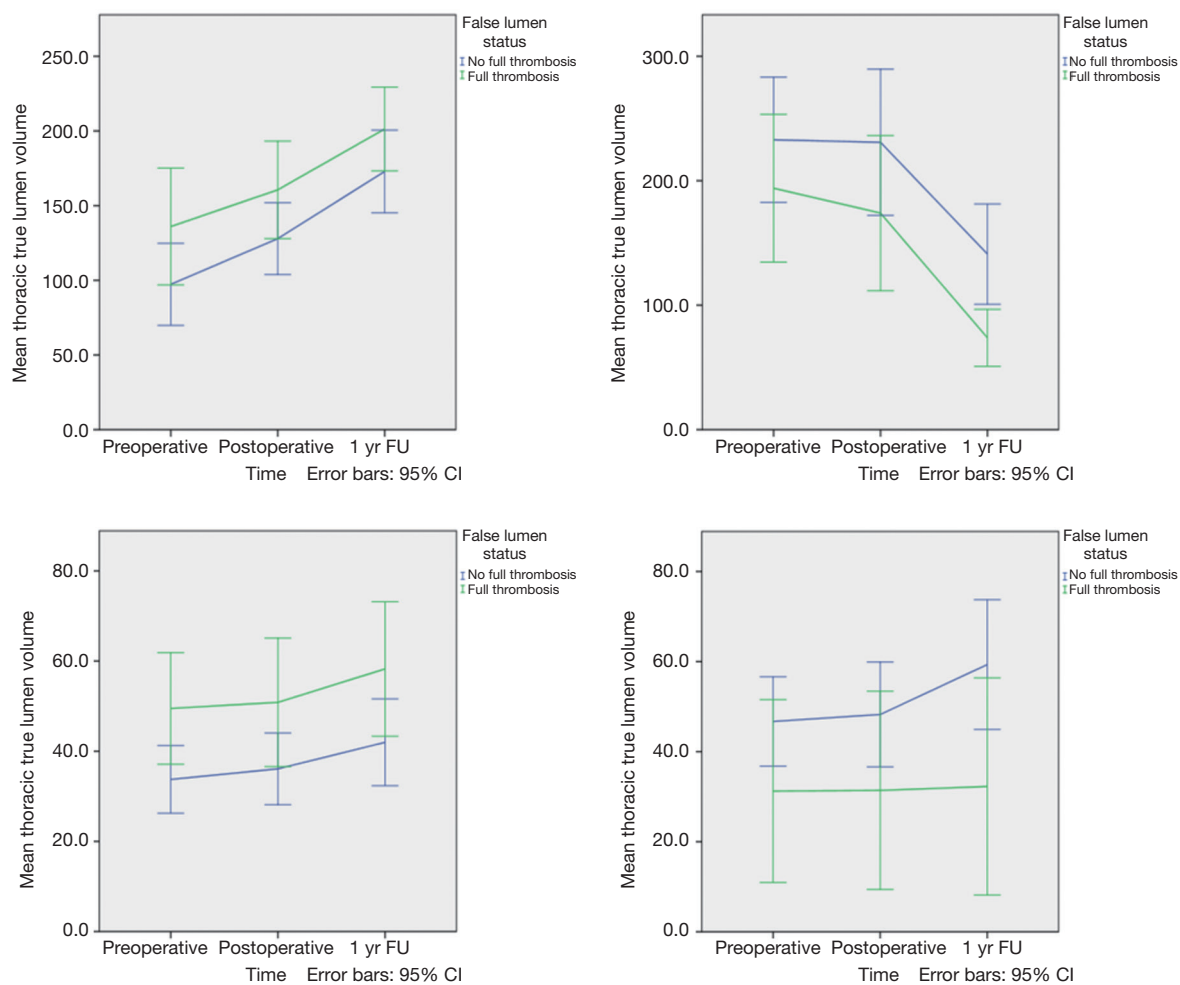 False lumen
status
No full thrombosis
Full thrombosis
Mean thoracic true lumen volume
250.0
200.0
150.0
100.0
50.0
0.0
Preoperative Postoperative 1 yr FU
Time Error bars: 95% CI
False lumen
status
No full thrombosis
Full thrombosis
Mean thoracic true lumen volume
300.0
200.0
100.0
0.0
Preoperative Postoperative 1 yr FU
Time Error bars: 95% CI
False lumen
status
No full thrombosis
Full thrombosis
Mean thoracic true lumen volume
80.0
60.0
40.0
20.0
0.0
Preoperative Postoperative 1 yr FU
Time Error bars: 95% CI
False lumen
status
No full thrombosis
Full thrombosis
Mean thoracic true lumen volume
80.0
60.0
40.0
20.0
0.0
Preoperative Postoperative 1 yr FU
Time Error bars: 95% CI